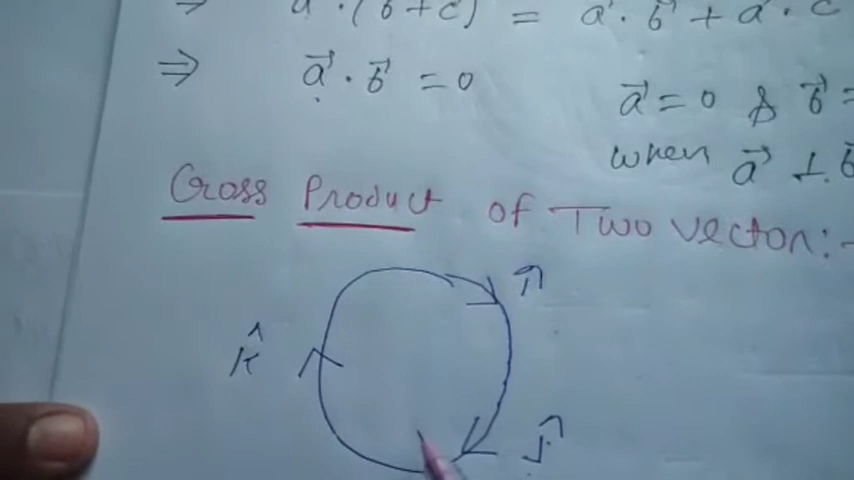 ⇒ a⃗ · (b⃗ + c⃗) = a⃗ · b⃗ + a⃗ · c
⇒ a⃗ · b⃗ = 0
a⃗ = 0 & b⃗ =
when a⃗ ⊥ b⃗
Cross Product of Two vector:-
î
k̂
ĵ